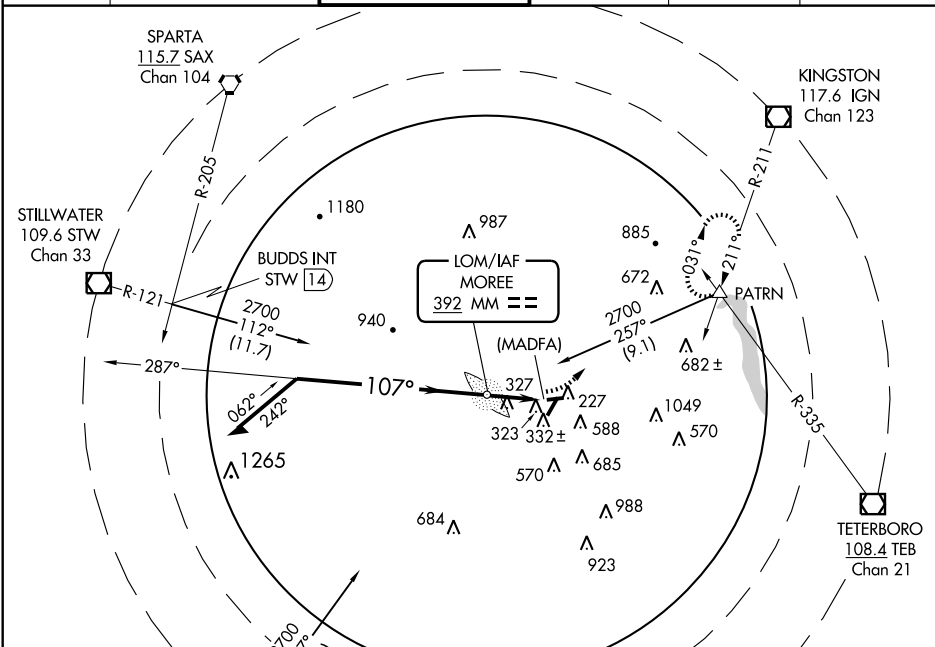 SPARTA
115.7 SAX
Chan 104
KINGSTON
117.6 IGN
Chan 123
R-205
R-211
STILLWATER
109.6 STW
Chan 33
1180
987
885
BUDDS INT
STW 14
LOM/IAF
MOREE
392 MM
031°
211°
672
PATRN
R-121
2700
112°
(11.7)
940
2700
257°
(9.1)
(MADFA)
682 ±
287°
107°
327
227
062°
242°
323
332 ±
588
1049
570
R-335
1265
570
685
684
988
923
TETERBORO
108.4 TEB
Chan 21